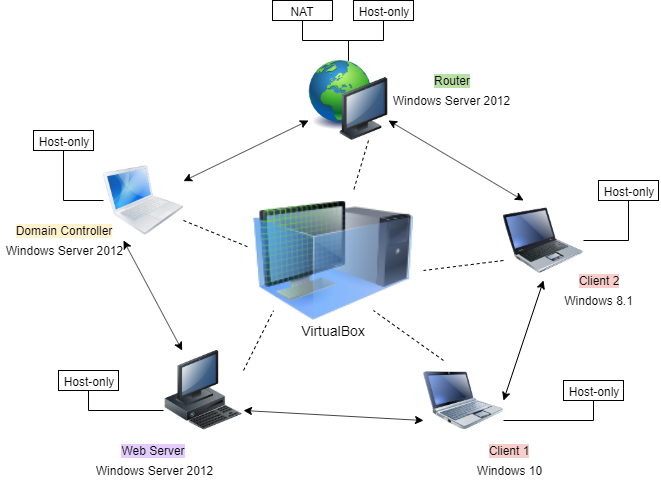 NAT
Host-only
Router
Windows Server 2012
Host-only
Host-only
Domain Controller
Windows Server 2012
Client 2
Windows 8.1
VirtualBox
Host-only
Host-only
Web Server
Windows Server 2012
Client 1
Windows 10